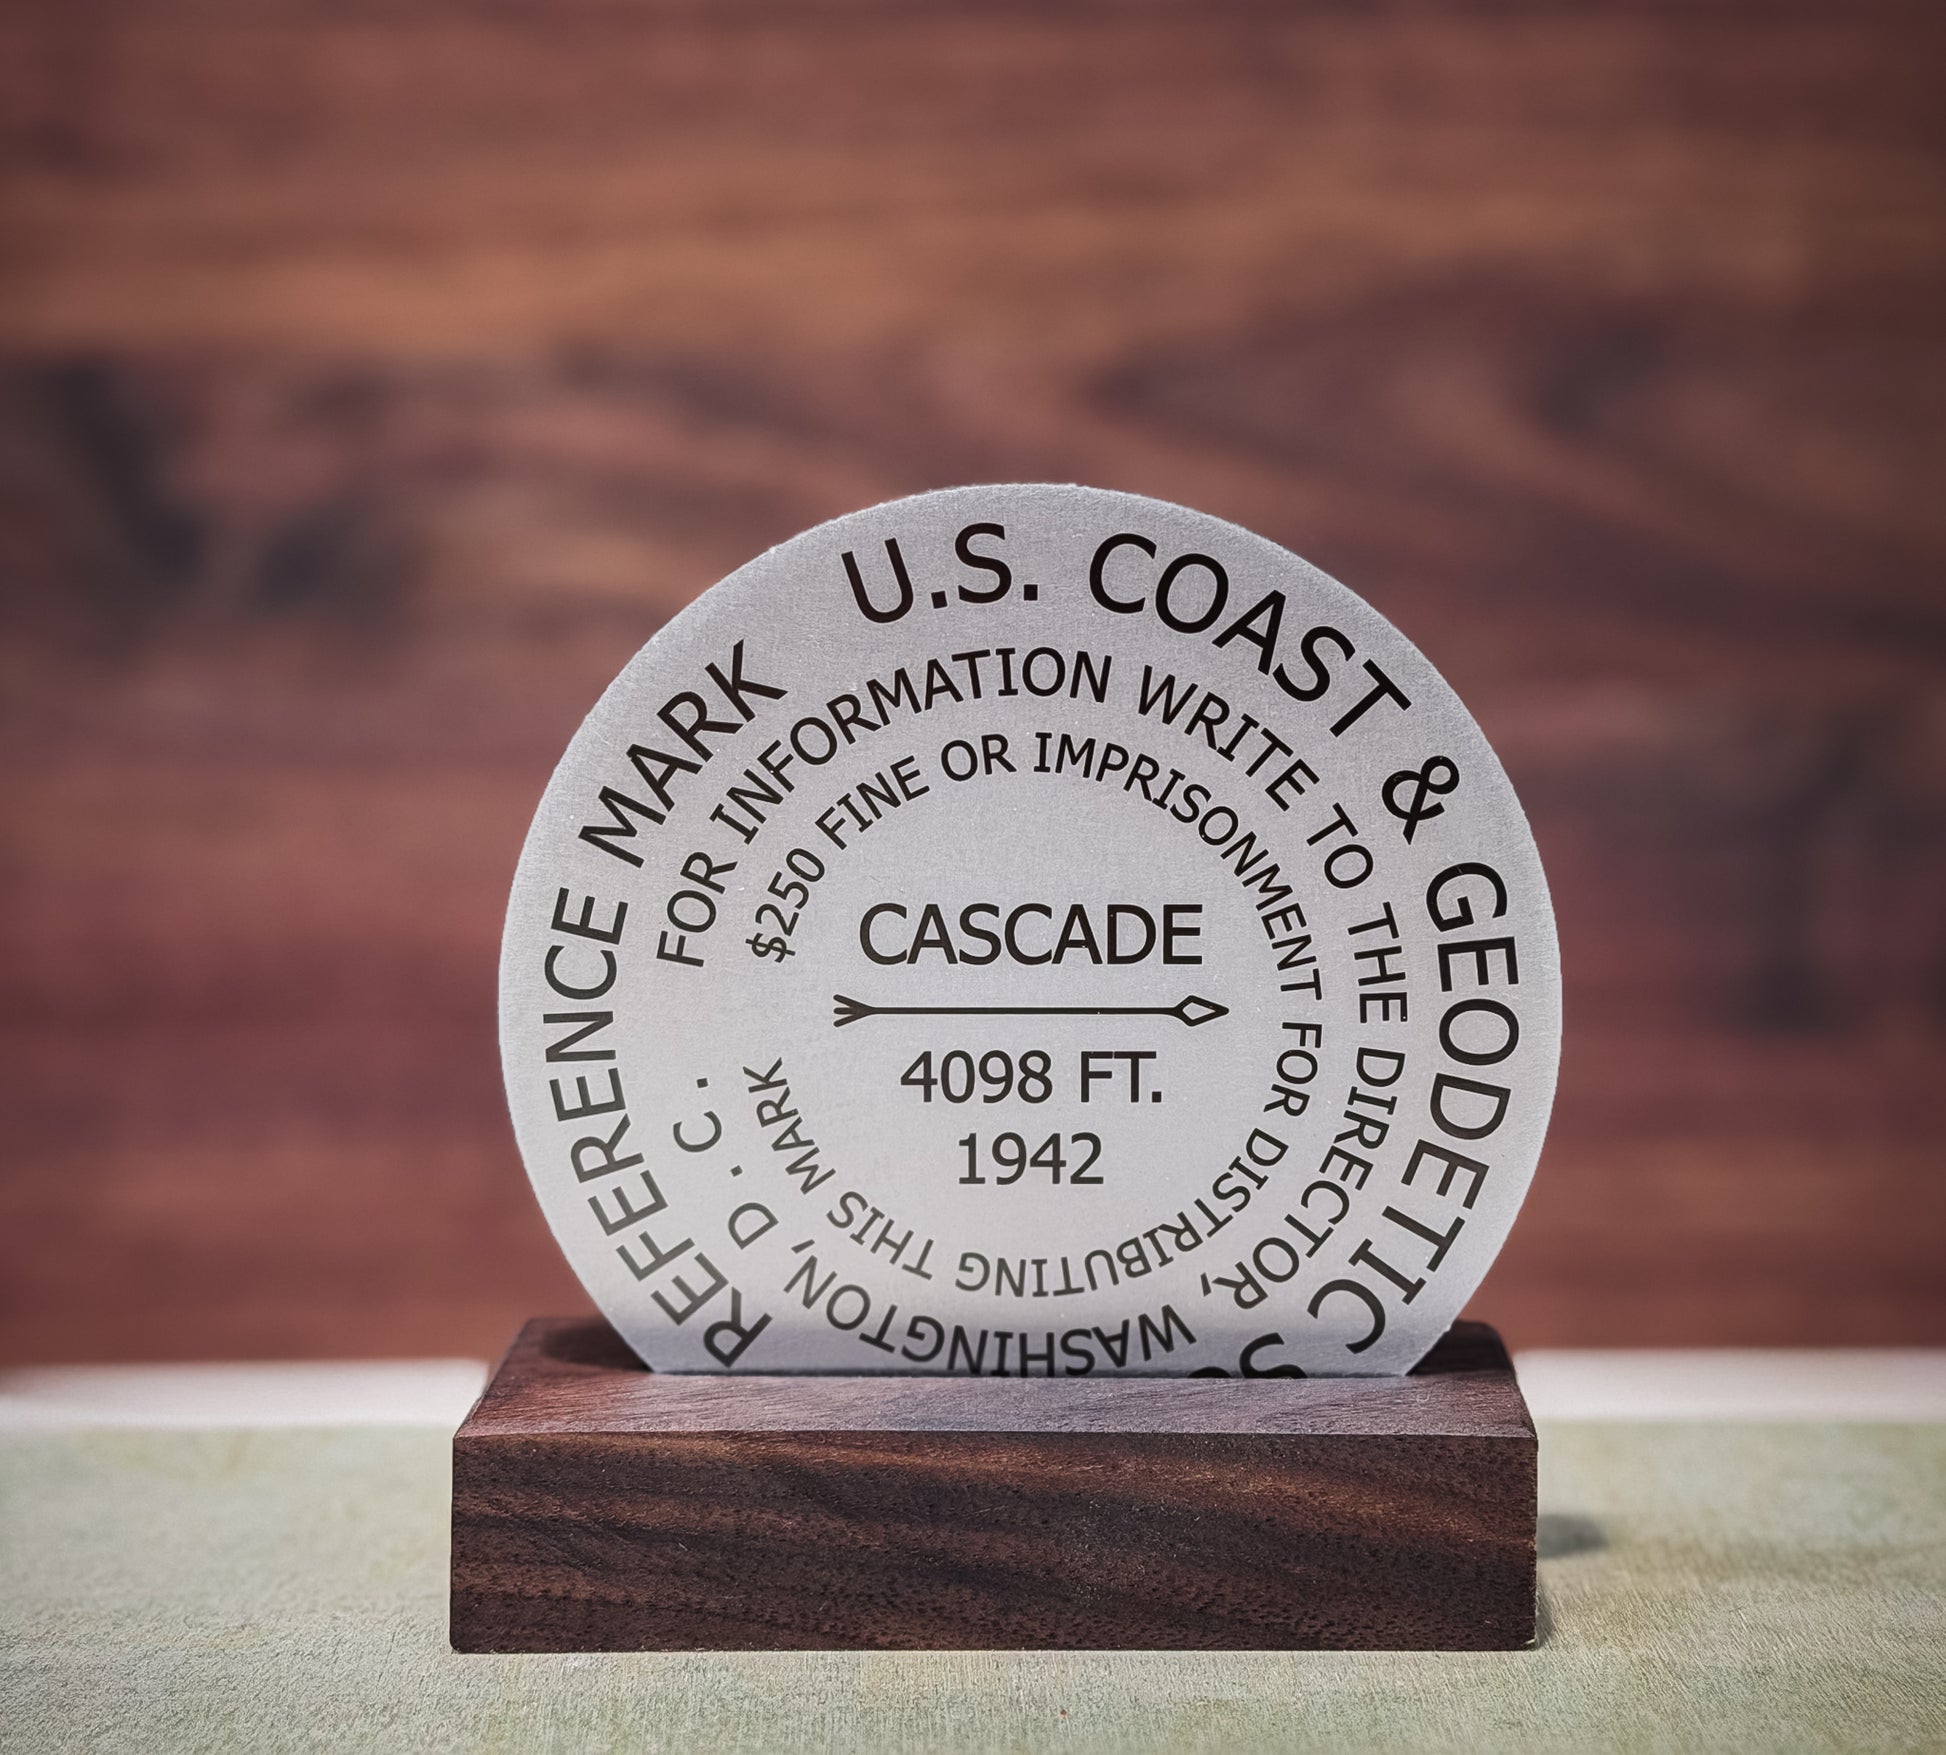 U.S. COAST & GEODETIC
REFERENCE MARK
FOR INFORMATION WRITE TO THE DIRECTOR, WASHINGTON, D.C.
$250 FINE OR IMPRISONMENT FOR DISTRIBUTING THIS MARK
CASCADE
4098 FT.
1942